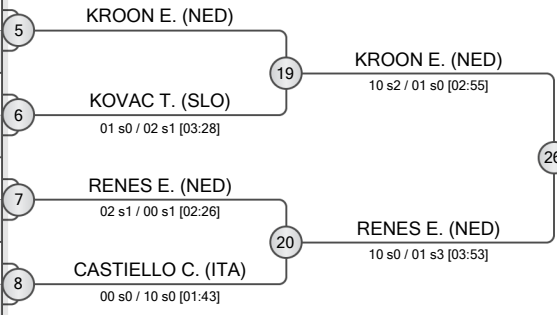 5
KROON E. (NED)
19
KROON E. (NED)
10 s2 / 01 s0 [02:55]
6
KOVAC T. (SLO)
01 s0 / 02 s1 [03:28]
26
7
RENES E. (NED)
02 s1 / 00 s1 [02:26]
20
RENES E. (NED)
10 s0 / 01 s3 [03:53]
8
CASTIELLO C. (ITA)
00 s0 / 10 s0 [01:43]